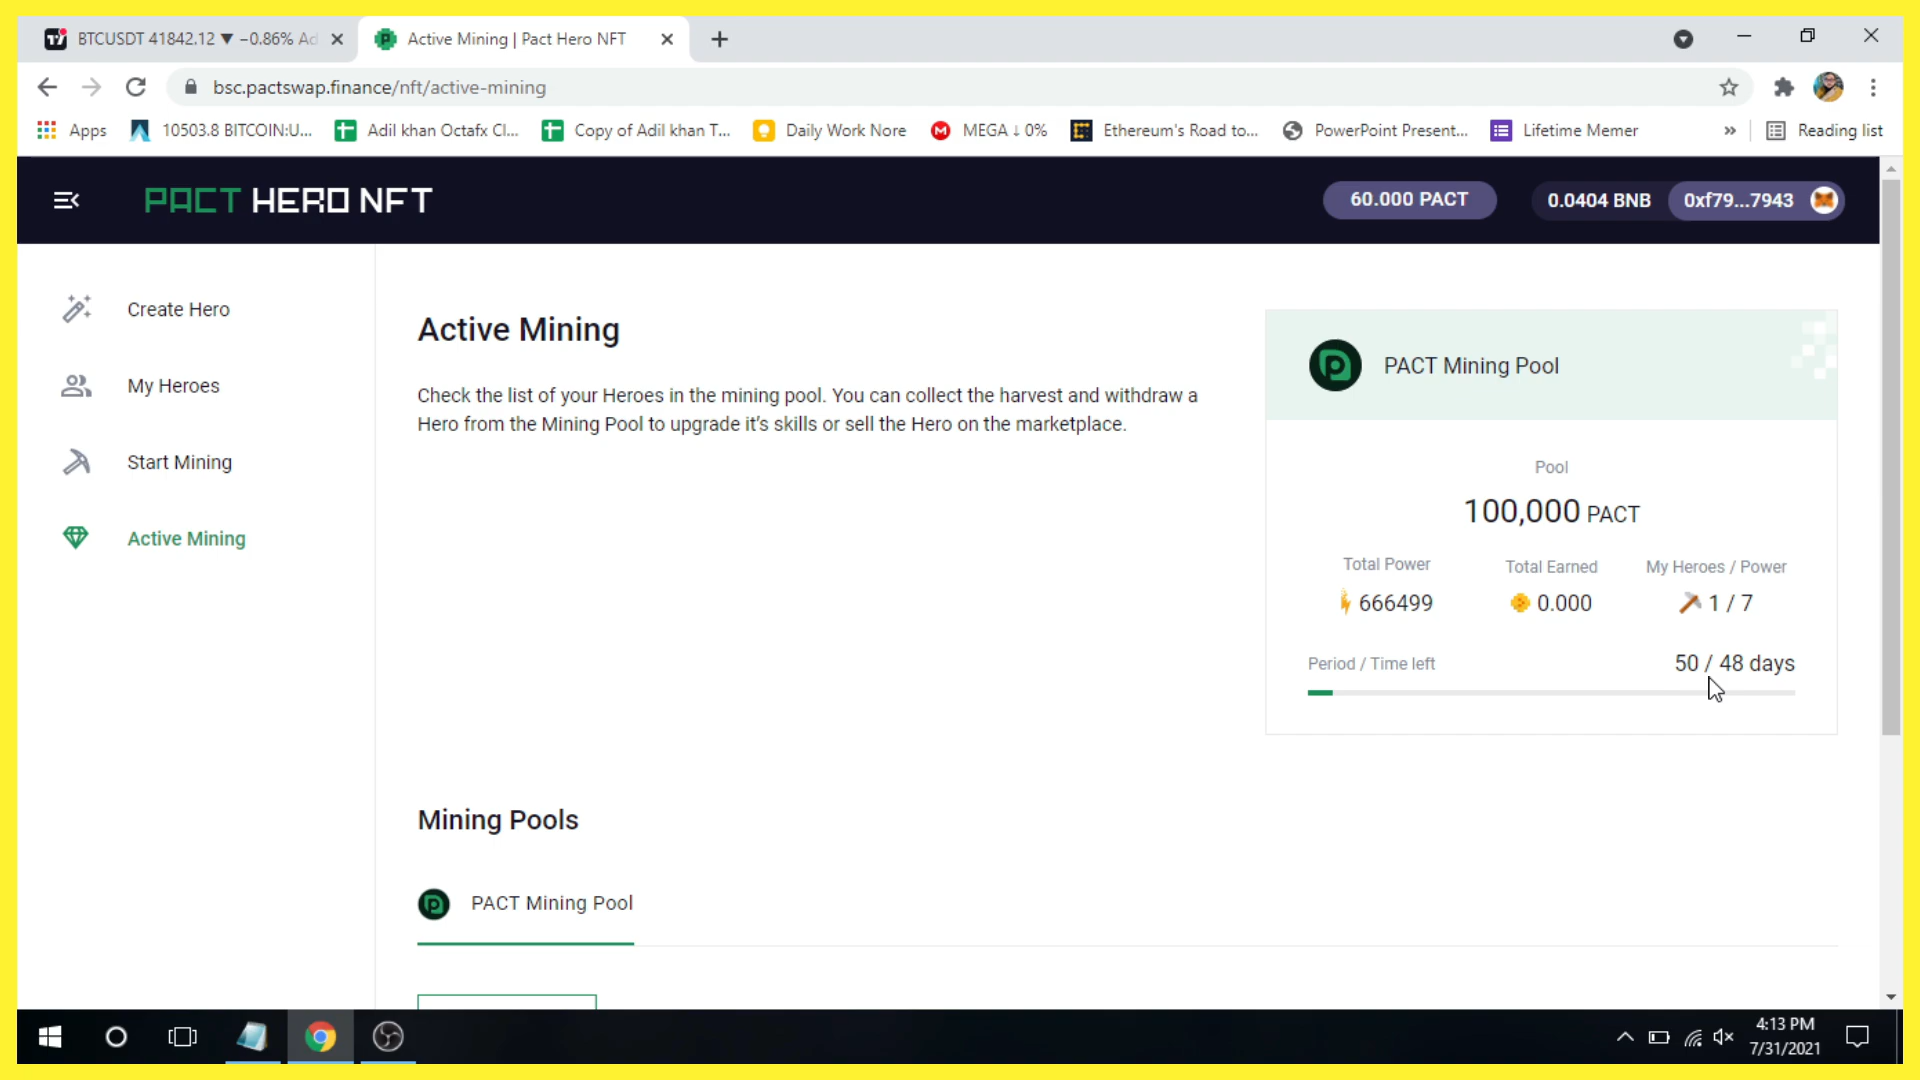 BTCUSDT 41842.12 ▼ −0.86% Ad
Active Mining | Pact Hero NFT
bsc.pactswap.finance/nft/active-mining
Apps
10503.8 BITCOIN:U...
Adil khan Octafx Cl...
Copy of Adil khan T...
Daily Work Nore
MEGA ↓ 0%
Ethereum's Road to...
PowerPoint Present...
Lifetime Memer
»
Reading list
PACT HERO NFT
60.000 PACT
0.0404 BNB
0xf79...7943
Create Hero
My Heroes
Start Mining
Active Mining
Active Mining
Check the list of your Heroes in the mining pool. You can collect the harvest and withdraw a
Hero from the Mining Pool to upgrade it's skills or sell the Hero on the marketplace.
PACT Mining Pool
Pool
100,000 PACT
Total Power
Total Earned
My Heroes / Power
666499
0.000
1 / 7
Period / Time left
50 / 48 days
Mining Pools
PACT Mining Pool
4:13 PM
7/31/2021